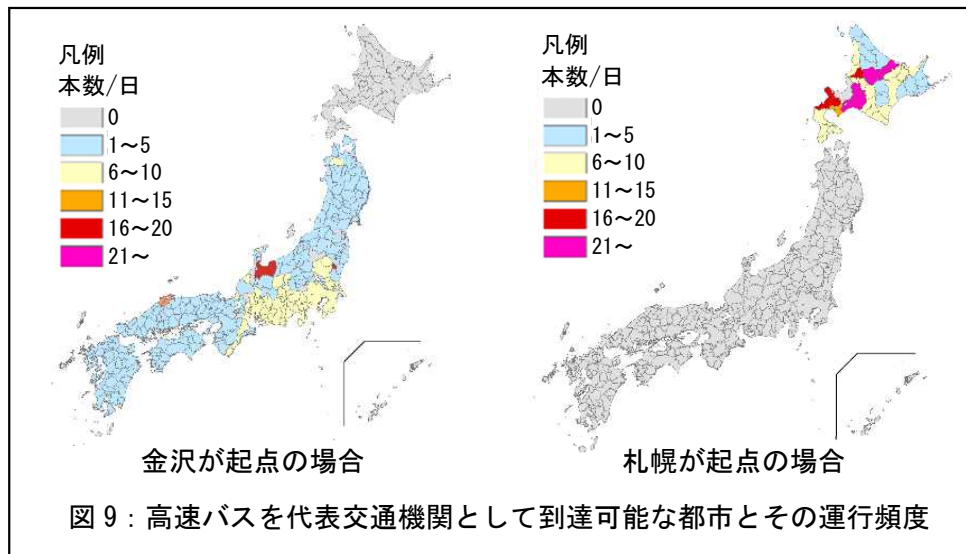 凡例
本数/日
0
1～5
6～10
11～15
16～20
21～
金沢が起点の場合
凡例
本数/日
0
1～5
6～10
11～15
16～20
21～
札幌が起点の場合
図9：高速バスを代表交通機関として到達可能な都市とその運行頻度